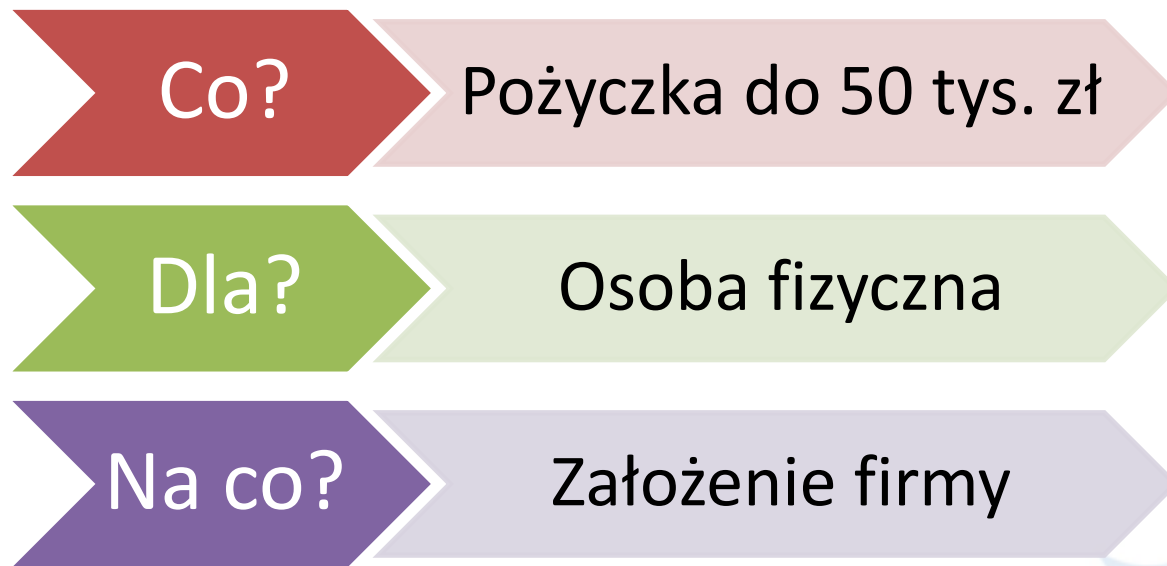 Co?
Pożyczka do 50 tys. zł
Dla?
Osoba fizyczna
Na co?
Założenie firmy